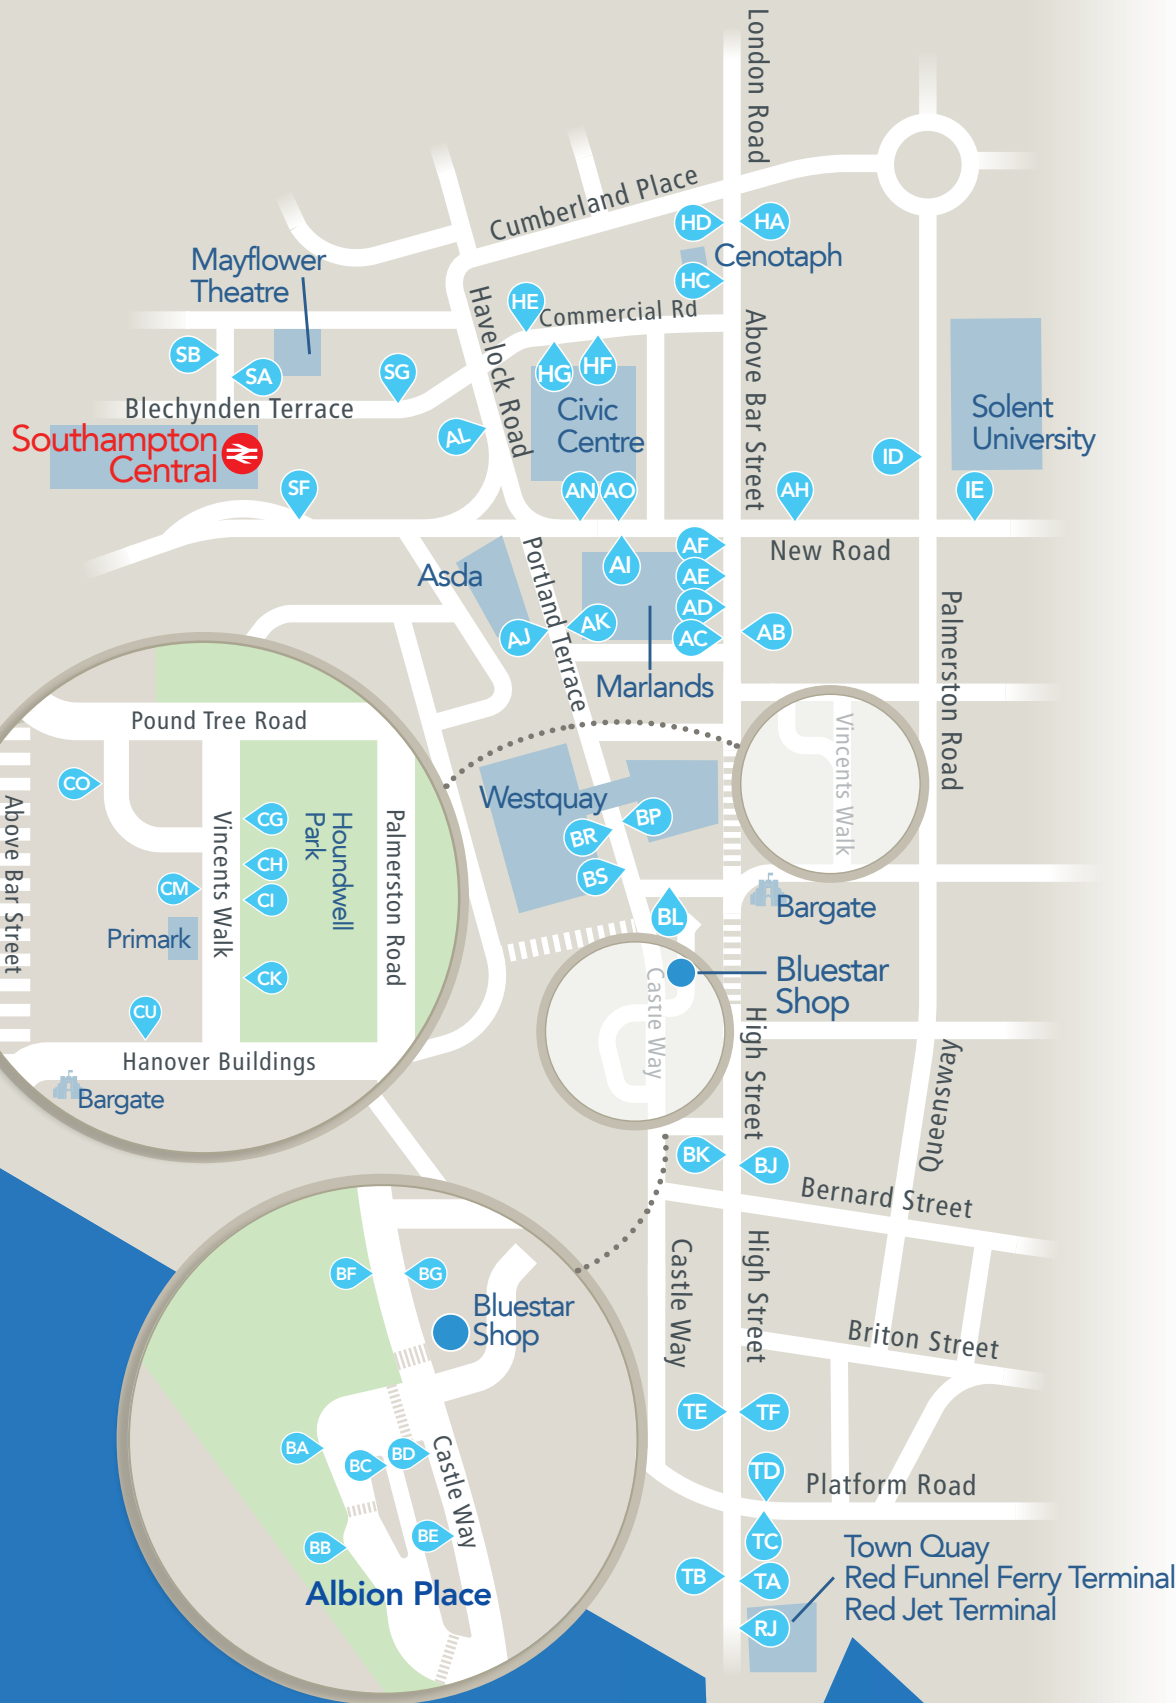 London Road
Cumberland Place
HD
HA
Cenotaph
HC
Mayflower
Theatre
HE
Commercial Rd
Havelock Road
HG
HF
Above Bar Street
SB
SA
SG
Blechynden Terrace
Civic
Centre
Solent
University
Southampton
Central
AL
ID
SF
AN
AO
AH
IE
New Road
AF
AI
AE
Asda
Portland Terrace
AD
AJ
AK
AC
AB
Palmerston Road
Marlands
Pound Tree Road
Vincents Walk
CO
Westquay
Above Bar Street
Vincents Walk
CG
Houndwell
Park
Palmerston Road
BP
BR
CH
CM
CI
BS
Bargate
BL
Primark
CK
Bluestar
Shop
Castle Way
CU
High Street
Hanover Buildings
Bargate
Queensway
BK
BJ
Bernard Street
BF
BG
Castle Way
High Street
Bluestar
Shop
Briton Street
TE
TF
BA
BC
BD
Castle Way
TD
Platform Road
BB
BE
TC
Albion Place
TB
TA
Town Quay
Red Funnel Ferry Terminal
Red Jet Terminal
RJ